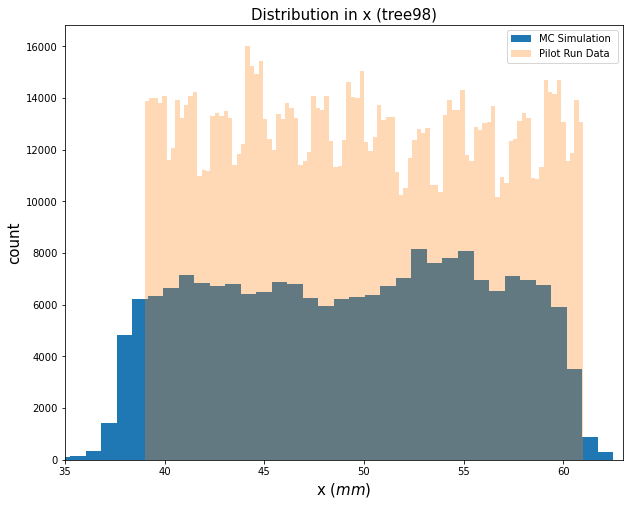 Distribution in x (tree98)
MC Simulation
Pilot Run Data
count
16000
14000
12000
10000
8000
6000
4000
2000
0
35 40 45 50 55 60
x (mm)